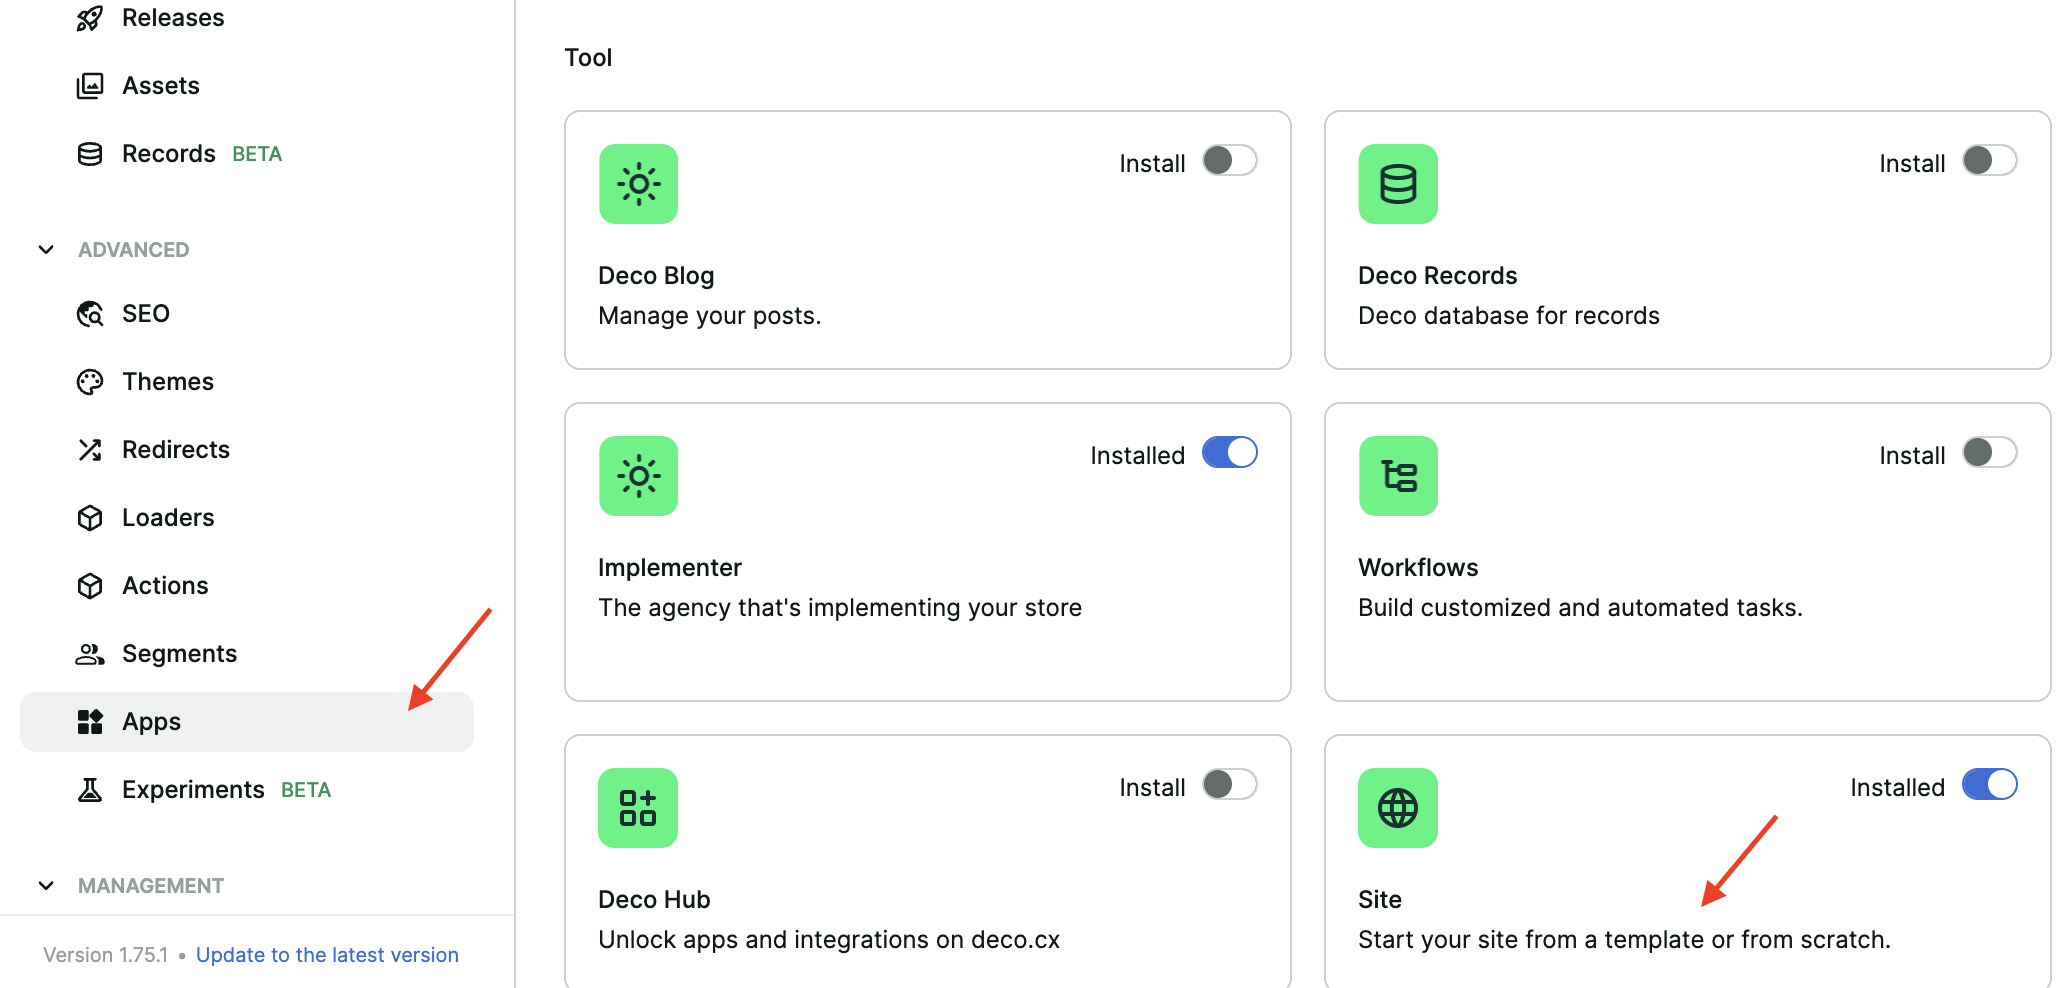 Releases
Assets
Records BETA
ADVANCED
SEO
Themes
Redirects
Loaders
Actions
Segments
Apps
Experiments BETA
MANAGEMENT
Version 1.75.1 • Update to the latest version
Tool
Install
Deco Blog
Manage your posts.
Install
Deco Records
Deco database for records
Installed
Implementer
The agency that's implementing your store
Install
Workflows
Build customized and automated tasks.
Install
Deco Hub
Unlock apps and integrations on deco.cx
Installed
Site
Start your site from a template or from scratch.